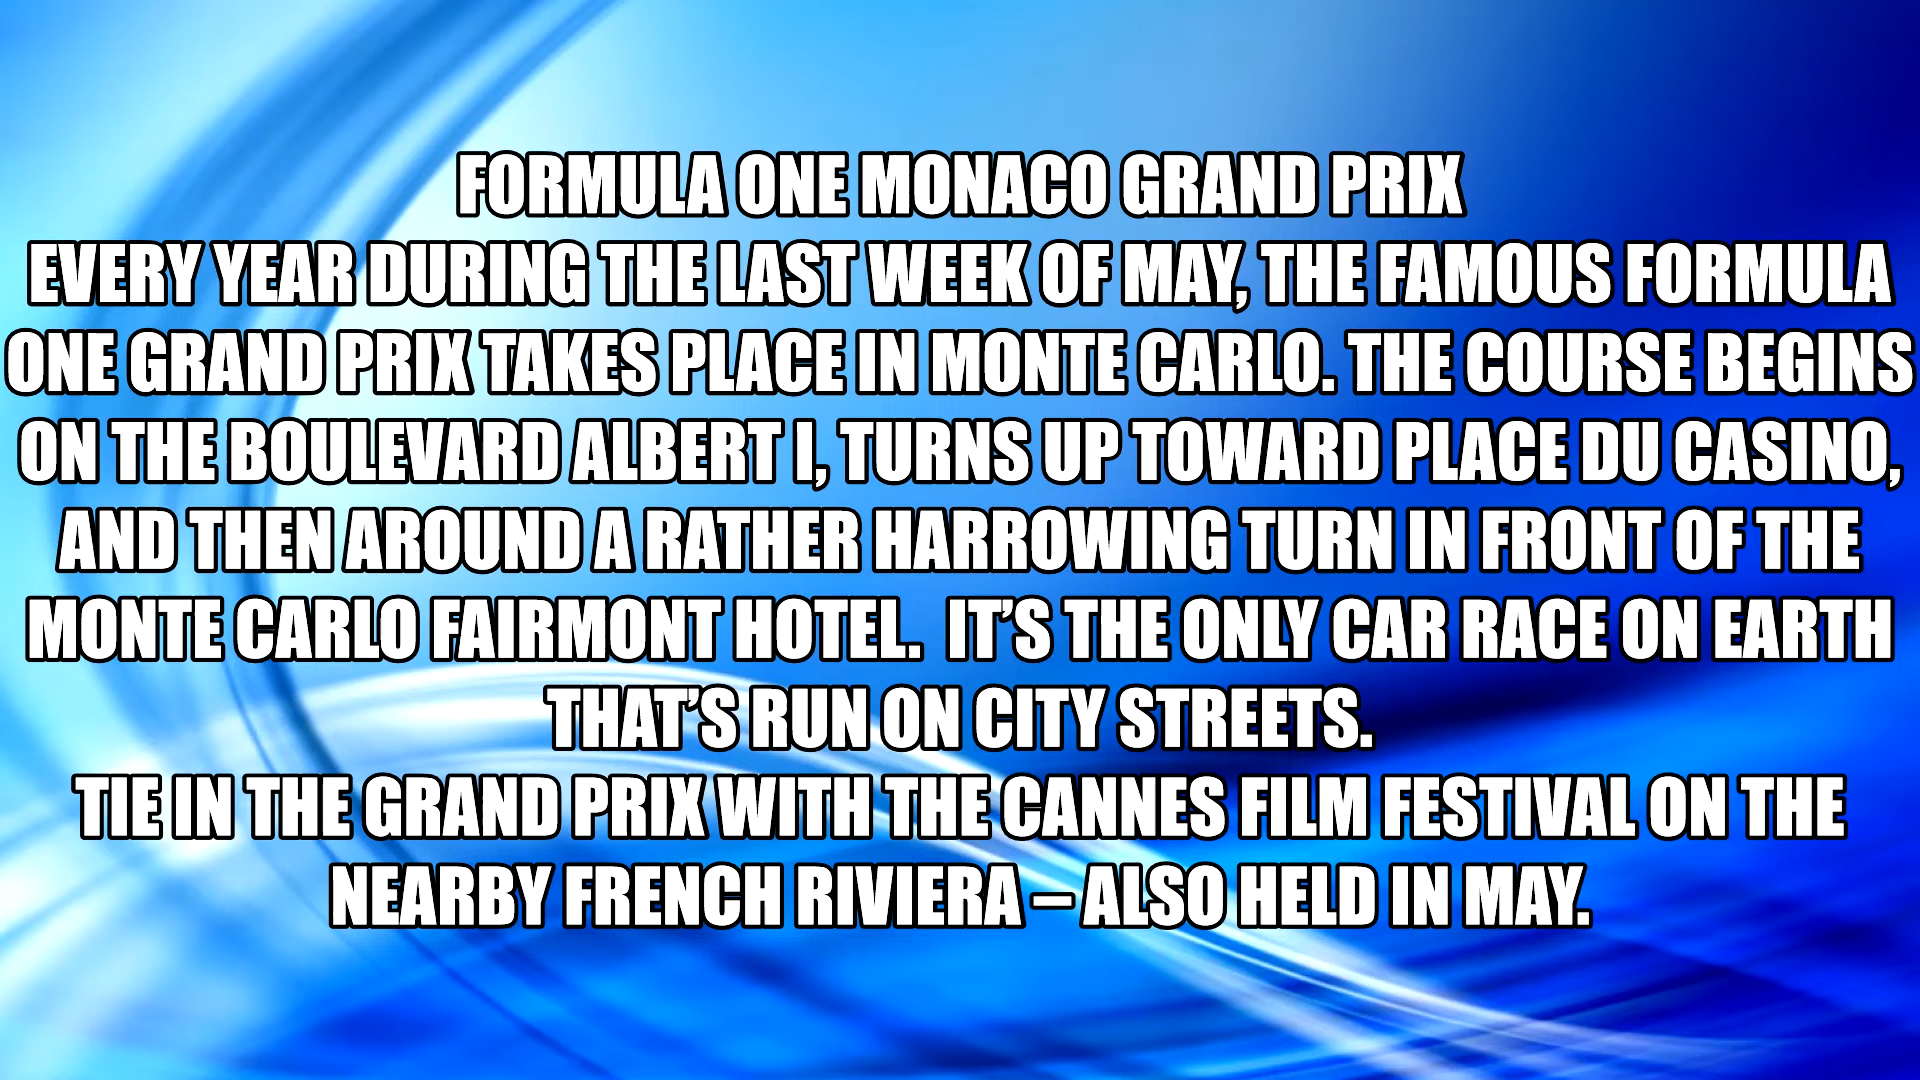 FORMULA ONE MONACO GRAND PRIX
EVERY YEAR DURING THE LAST WEEK OF MAY, THE FAMOUS FORMULA
ONE GRAND PRIX TAKES PLACE IN MONTE CARLO. THE COURSE BEGINS
ON THE BOULEVARD ALBERT I, TURNS UP TOWARD PLACE DU CASINO,
AND THEN AROUND A RATHER HARROWING TURN IN FRONT OF THE
MONTE CARLO FAIRMONT HOTEL.  IT’S THE ONLY CAR RACE ON EARTH
THAT’S RUN ON CITY STREETS.
TIE IN THE GRAND PRIX WITH THE CANNES FILM FESTIVAL ON THE
NEARBY FRENCH RIVIERA – ALSO HELD IN MAY.